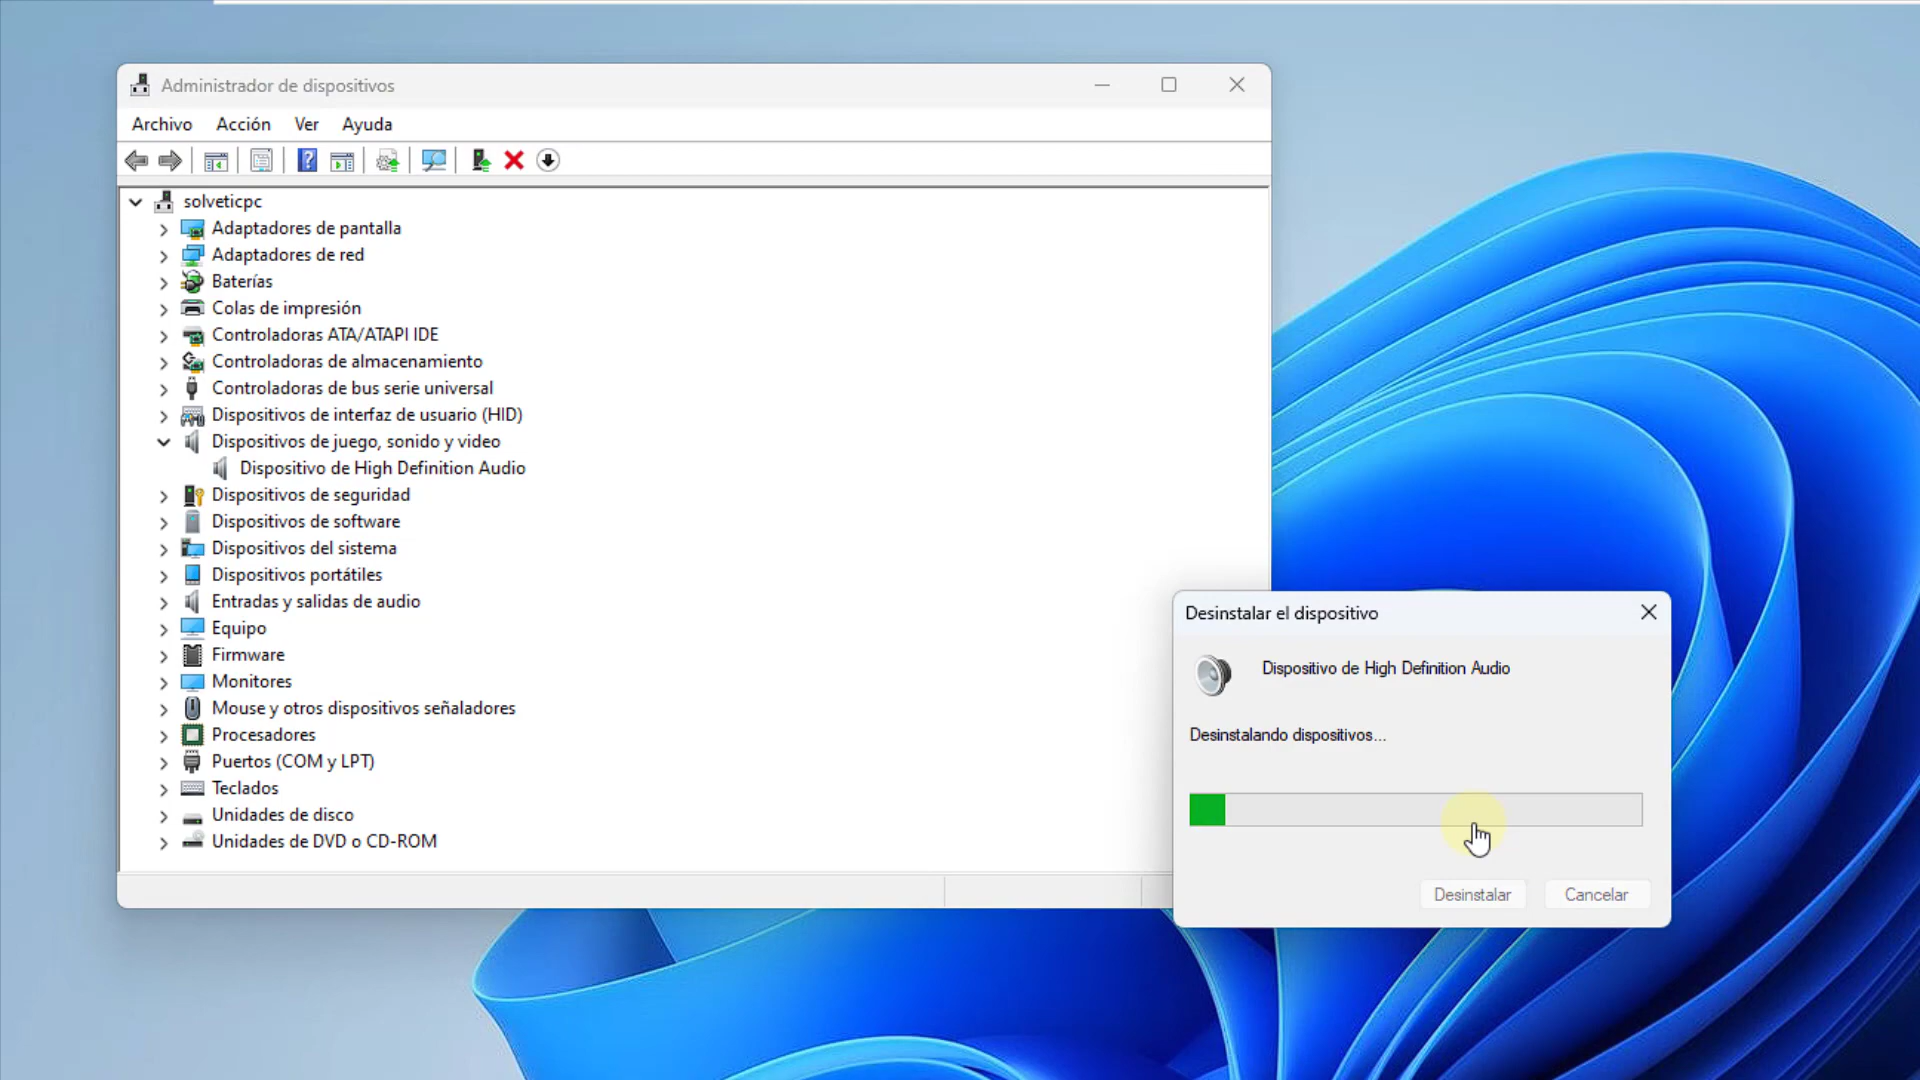 Administrador de dispositivos
Archivo Acción Ver Ayuda
solveticpc
Adaptadores de pantalla
Adaptadores de red
Baterías
Colas de impresión
Controladoras ATA/ATAPI IDE
Controladoras de almacenamiento
Controladoras de bus serie universal
Dispositivos de interfaz de usuario (HID)
Dispositivos de juego, sonido y video
Dispositivo de High Definition Audio
Dispositivos de seguridad
Dispositivos de software
Dispositivos del sistema
Dispositivos portátiles
Entradas y salidas de audio
Equipo
Firmware
Monitores
Mouse y otros dispositivos señaladores
Procesadores
Puertos (COM y LPT)
Teclados
Unidades de disco
Unidades de DVD o CD-ROM
Desinstalar el dispositivo
Dispositivo de High Definition Audio
Desinstalando dispositivos...
Desinstalar Cancelar